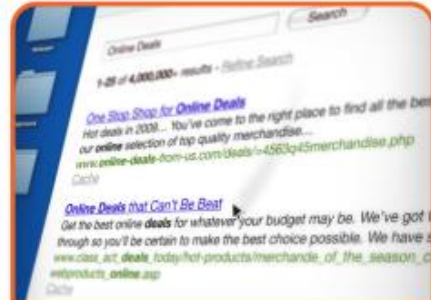 Search
Online Deals
1-25 of 4,000,000+ results - Refine Search
One Stop Shop for Online Deals
Hot deals in 2009... You've come to the right place to find all the bes
our online selection of top quality merchandise...
www.online-deals-from-us.com/deals/=4563q45merchandise.php
Cache
Online Deals that Can't Be Beat
Get the best online deals for whatever your budget may be. We've got
through so you'll be certain to make the best choice possible. We have s
www.class_act_deals_today/hot-products/merchande_of_the_season_c
webproducts_online.asp
Cache